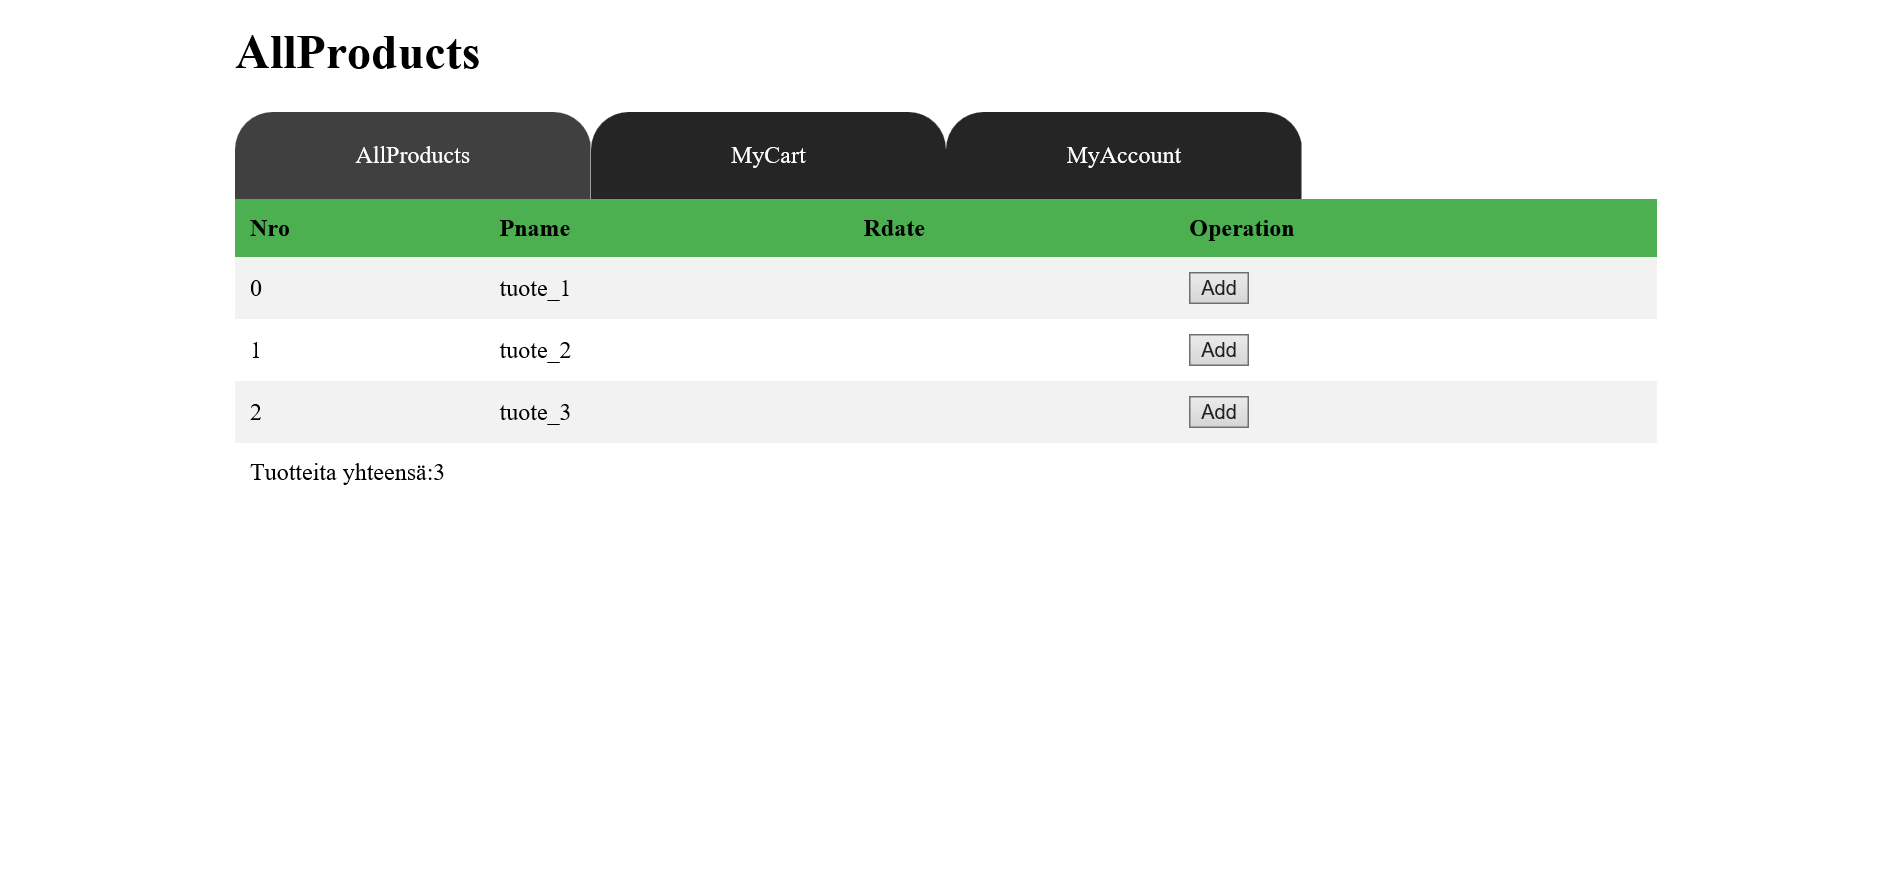 AllProducts
AllProducts MyCart MyAccount
Nro Pname Rdate Operation
0 tuote_1 Add
1 tuote_2 Add
2 tuote_3 Add
Tuotteita yhteensä:3